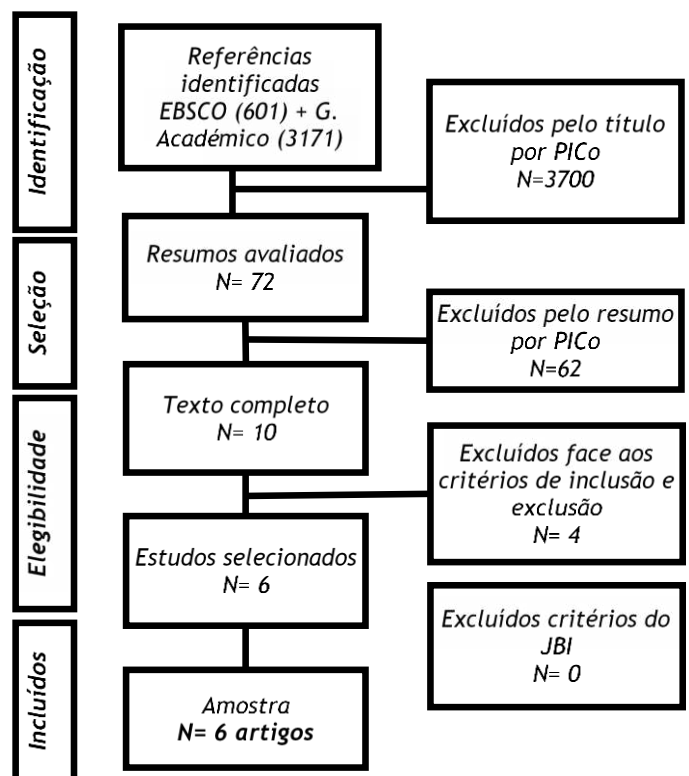 Identificação
Referências
identificadas
EBSCO (601) + G.
Académico (3171)
Excluídos pelo título
por PICo
N=3700
Seleção
Resumos avaliados
N= 72
Excluídos pelo resumo
por PICo
N=62
Elegibilidade
Texto completo
N= 10
Excluídos face aos
critérios de inclusão e
exclusão
N= 4
Estudos selecionados
N= 6
Excluídos critérios do
JBI
N= 0
Incluídos
Amostra
N= 6 artigos